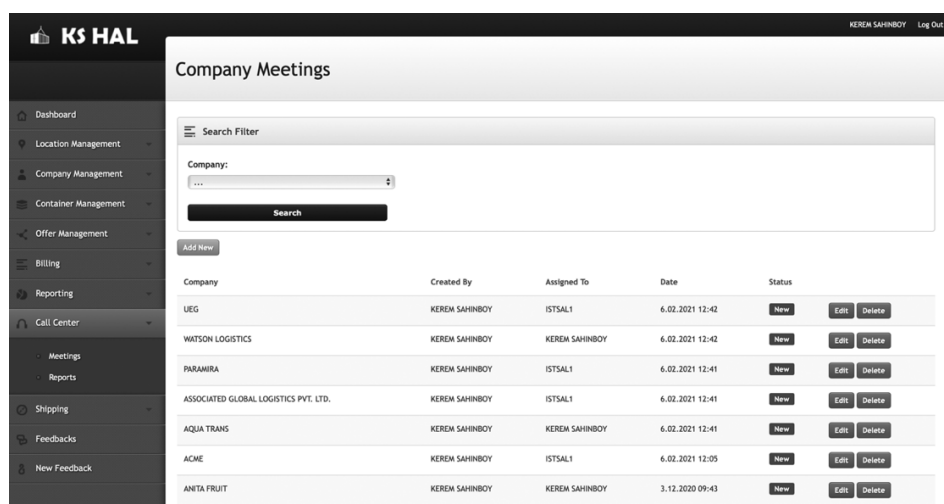 KS HAL
KEREM SAHINBOY Log Out
Company Meetings
Dashboard
Location Management
Company Management
Container Management
Offer Management
Billing
Reporting
Call Center
Meetings
Reports
Shipping
Feedbacks
New Feedback
Search Filter
Company:
...
Search
Add New
Company Created By Assigned To Date Status
UEG KEREM SAHINBOY ISTSAL1 6.02.2021 12:42 New Edit Delete
WATSON LOGISTICS KEREM SAHINBOY KEREM SAHINBOY 6.02.2021 12:42 New Edit Delete
PARAMIRA KEREM SAHINBOY ISTSAL1 6.02.2021 12:41 New Edit Delete
ASSOCIATED GLOBAL LOGISTICS PVT. LTD. KEREM SAHINBOY ISTSAL1 6.02.2021 12:41 New Edit Delete
AQUA TRANS KEREM SAHINBOY KEREM SAHINBOY 6.02.2021 12:41 New Edit Delete
ACME KEREM SAHINBOY ISTSAL1 6.02.2021 12:05 New Edit Delete
ANITA FRUIT KEREM SAHINBOY KEREM SAHINBOY 3.12.2020 09:43 New Edit Delete